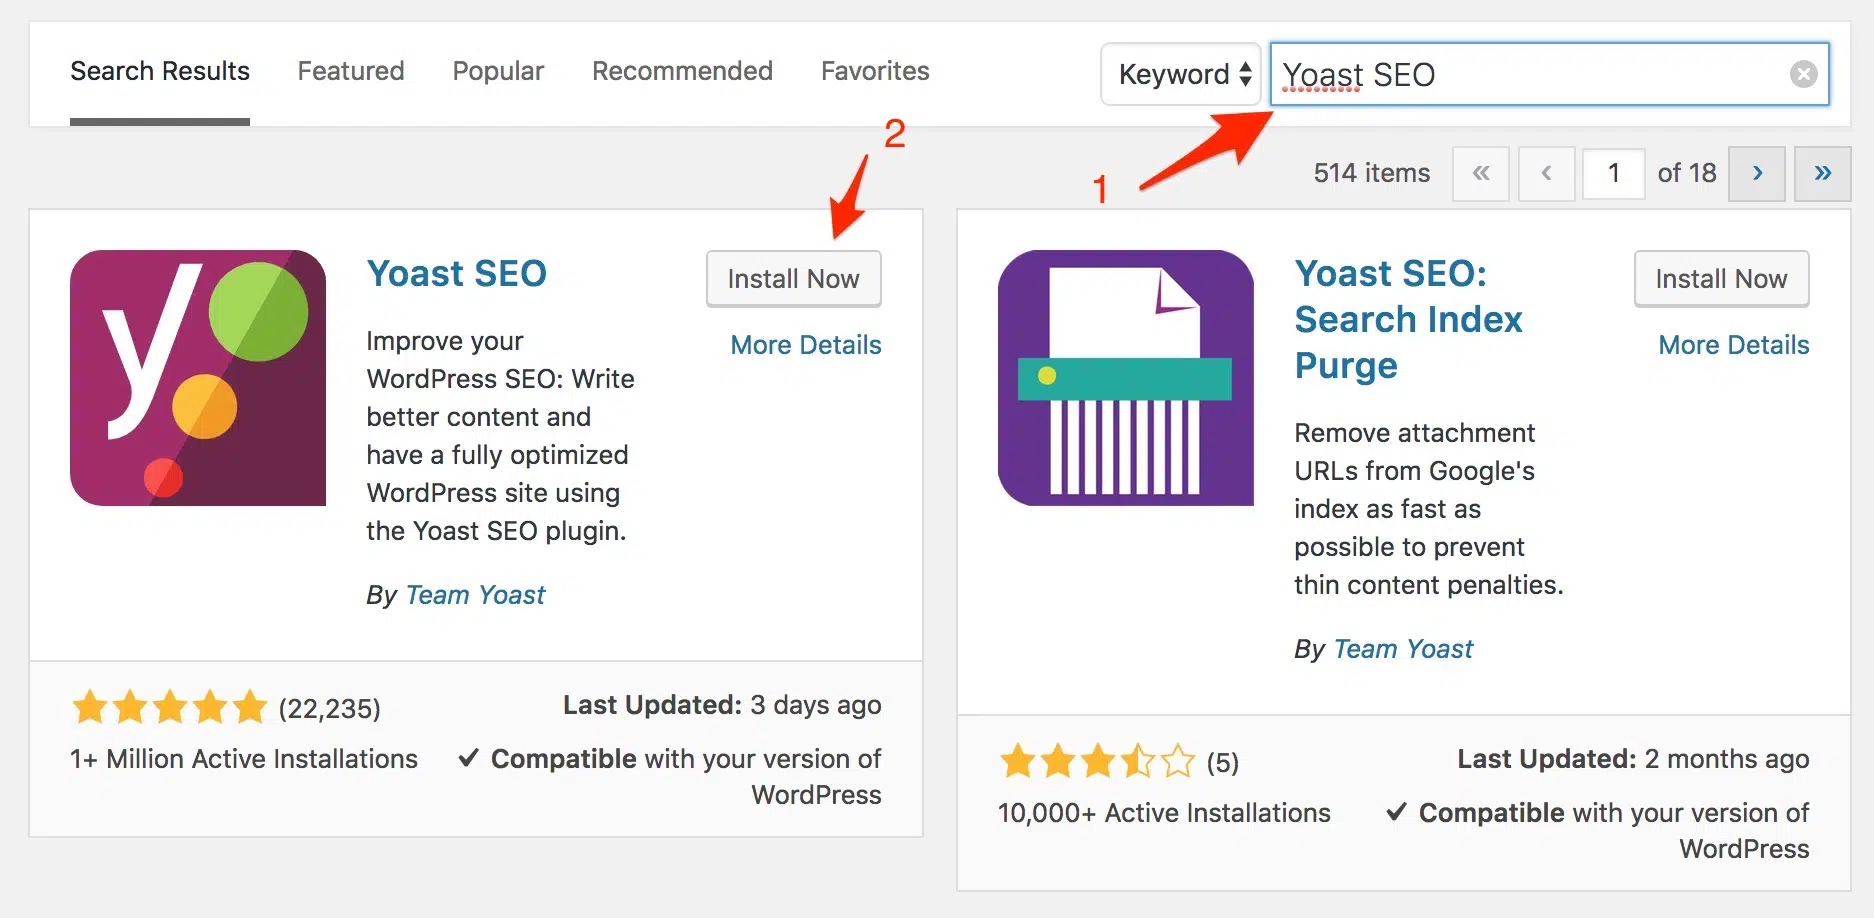 Search Results Featured Popular Recommended Favorites Keyword Yoast SEO
2
1
514 items « ‹ 1 of 18 › »
y
Yoast SEO
Install Now
More Details
Improve your
WordPress SEO: Write
better content and
have a fully optimized
WordPress site using
the Yoast SEO plugin.
By Team Yoast
(22,235)
Last Updated: 3 days ago
1+ Million Active Installations
✓ Compatible with your version of
WordPress
Yoast SEO:
Search Index
Purge
Install Now
More Details
Remove attachment
URLs from Google's
index as fast as
possible to prevent
thin content penalties.
By Team Yoast
(5)
Last Updated: 2 months ago
10,000+ Active Installations
✓ Compatible with your version of
WordPress